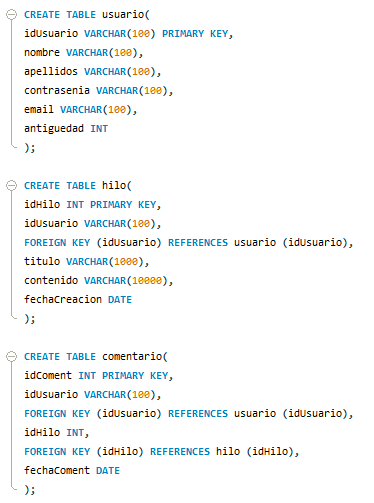 CREATE TABLE usuario(
idUsuario VARCHAR(100) PRIMARY KEY,
nombre VARCHAR(100),
apellidos VARCHAR(100),
contrasenia VARCHAR(100),
email VARCHAR(100),
antiguedad INT
);
CREATE TABLE hilo(
idHilo INT PRIMARY KEY,
idUsuario VARCHAR(100),
FOREIGN KEY (idUsuario) REFERENCES usuario (idUsuario),
titulo VARCHAR(1000),
contenido VARCHAR(10000),
fechaCreacion DATE
);
CREATE TABLE comentario(
idComent INT PRIMARY KEY,
idUsuario VARCHAR(100),
FOREIGN KEY (idUsuario) REFERENCES usuario (idUsuario),
idHilo INT,
FOREIGN KEY (idHilo) REFERENCES hilo (idHilo),
fechaComent DATE
);